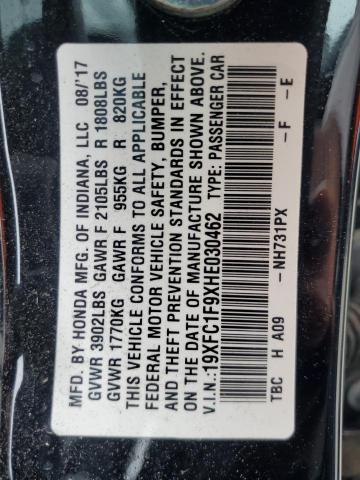 MFD. BY HONDA MFG. OF INDIANA, LLC 08/17
GVWR 3902LBS GAWR F 2105LBS R 1808LBS
GVWR 1770KG GAWR F 955KG R 820KG
THIS VEHICLE CONFORMS TO ALL APPLICABLE
FEDERAL MOTOR VEHICLE SAFETY, BUMPER,
AND THEFT PREVENTION STANDARDS IN EFFECT
ON THE DATE OF MANUFACTURE SHOWN ABOVE.
V.I.N.:19XFC1F9XHE030462 TYPE: PASSENGER CAR
TBC H A09 -NH731PX -F -E